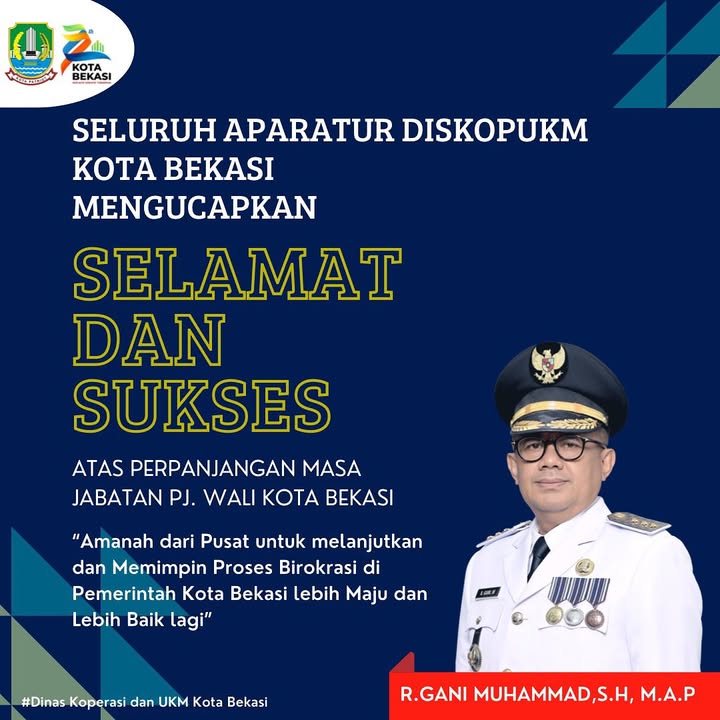 KOTA
BEKASI
SELURUH APARATUR DISKOPUKM
KOTA BEKASI
MENGUCAPKAN
SELAMAT
DAN
SUKSES
ATAS PERPANJANGAN MASA
JABATAN PJ. WALI KOTA BEKASI
“Amanah dari Pusat untuk melanjutkan
dan Memimpin Proses Birokrasi di
Pemerintah Kota Bekasi lebih Maju dan
Lebih Baik lagi”
R.GANI MUHAMMAD,S.H, M.A.P
#Dinas Koperasi dan UKM Kota Bekasi